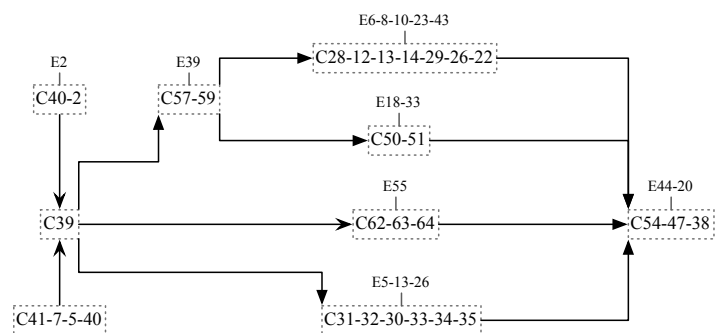 E6-8-10-23-43
C28-12-13-14-29-26-22
E2
E39
C40-2
C57-59
E18-33
C50-51
E55
E44-20
C39
C62-63-64
C54-47-38
E5-13-26
C41-7-5-40
C31-32-30-33-34-35